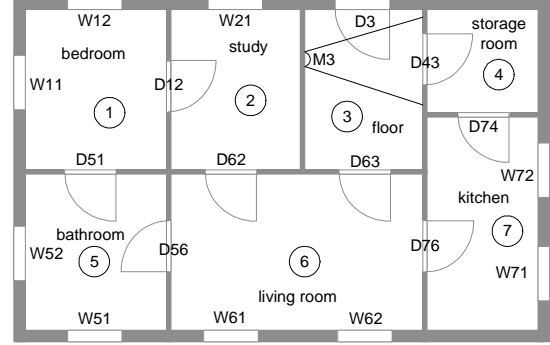 W12
W21
D3
storage
room
bedroom
study
W11
D12
M3
D43
4
1
2
3
floor
D74
D51
D62
D63
W72
kitchen
bathroom
W52
5
D56
6
D76
7
living room
W71
W51
W61
W62